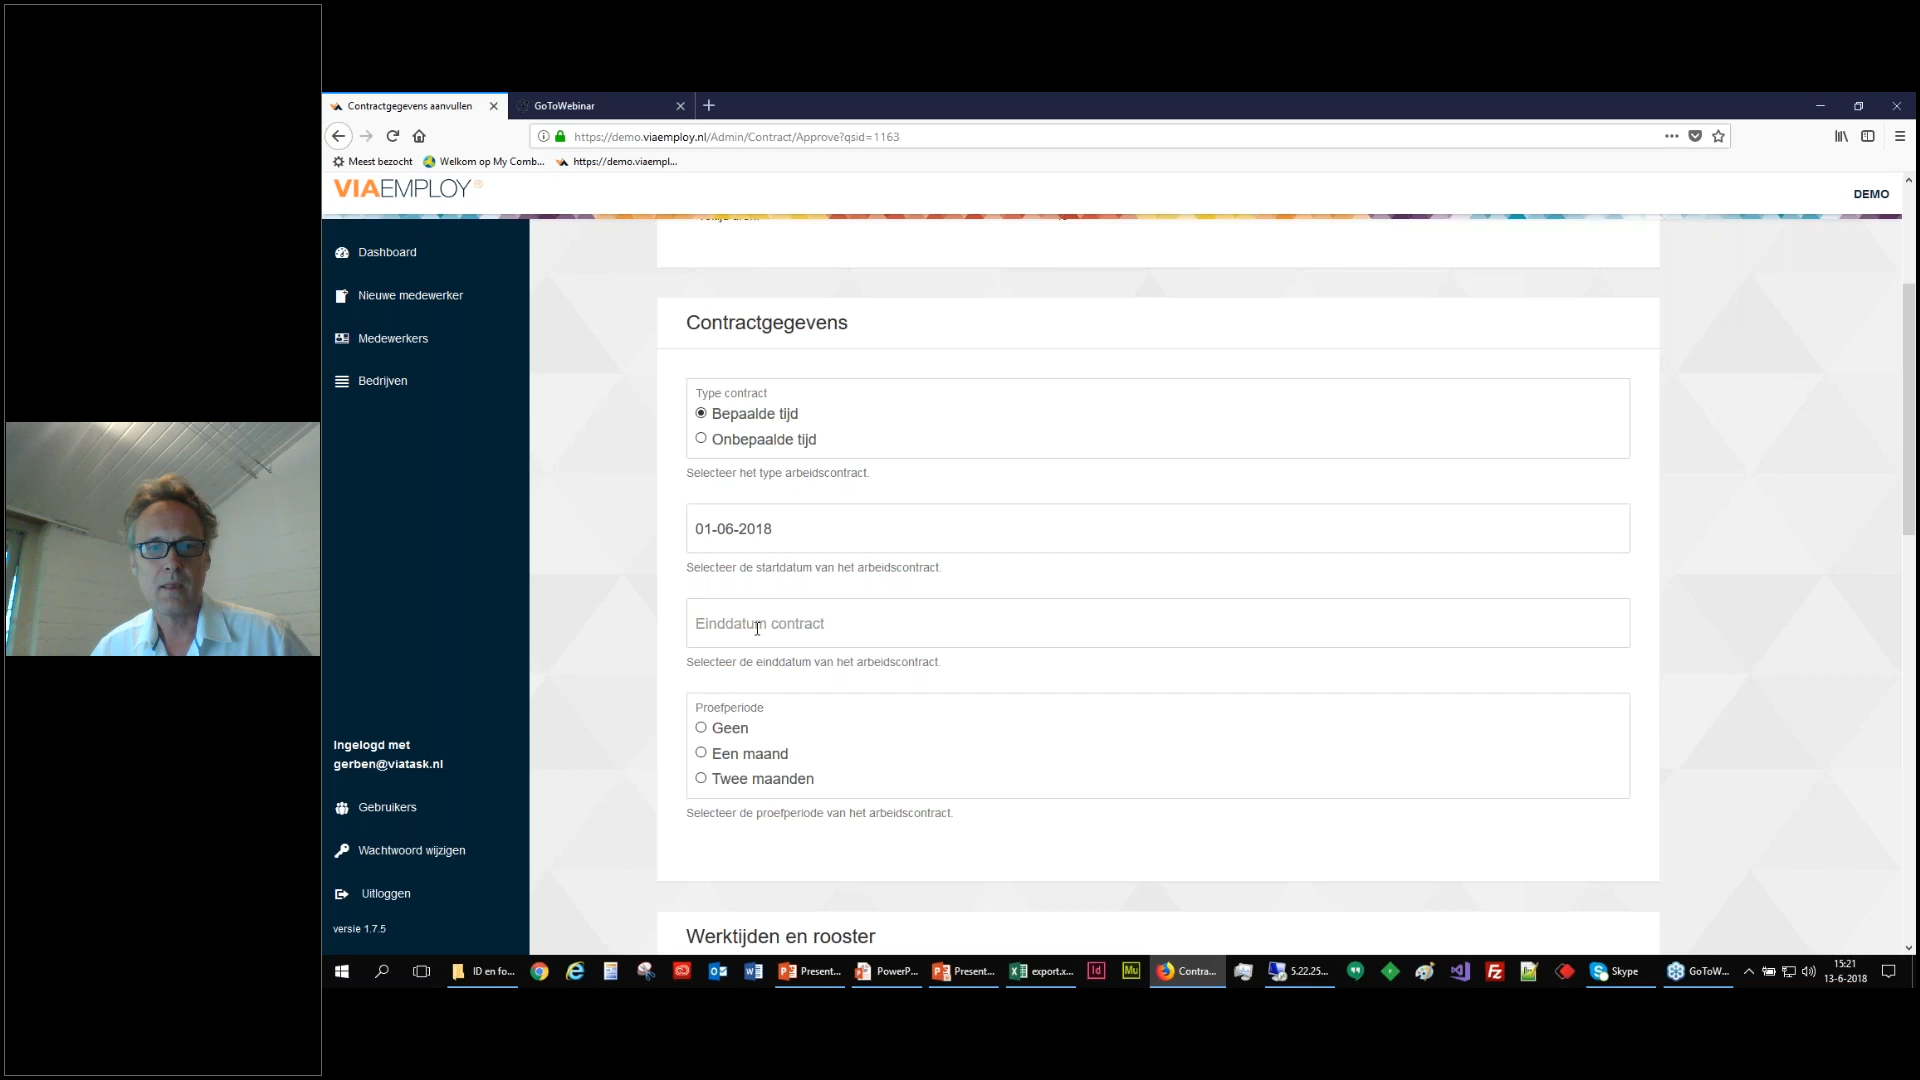 Contractgegevens aanvullen
GoToWebinar
https://demo.viaemploy.nl/Admin/Contract/Approve?qsid=1163
Meest bezocht
Welkom op My Comb...
https://demo.viaempl...
VIAEMPLOY®
DEMO
Dashboard
Nieuwe medewerker
Medewerkers
Bedrijven
Ingelogd met
gerben@viatask.nl
Gebruikers
Wachtwoord wijzigen
Uitloggen
versie 1.7.5
Contractgegevens
Type contract
Bepaalde tijd
Onbepaalde tijd
Selecteer het type arbeidscontract.
01-06-2018
Selecteer de startdatum van het arbeidscontract.
Einddatum contract
Selecteer de einddatum van het arbeidscontract.
Proefperiode
Geen
Een maand
Twee maanden
Selecteer de proefperiode van het arbeidscontract.
Werktijden en rooster
ID en fo...
Present...
PowerP...
Present...
export.x...
Id
Mu
Contra...
5.22.25...
Skype
GoToW...
15:21
13-6-2018